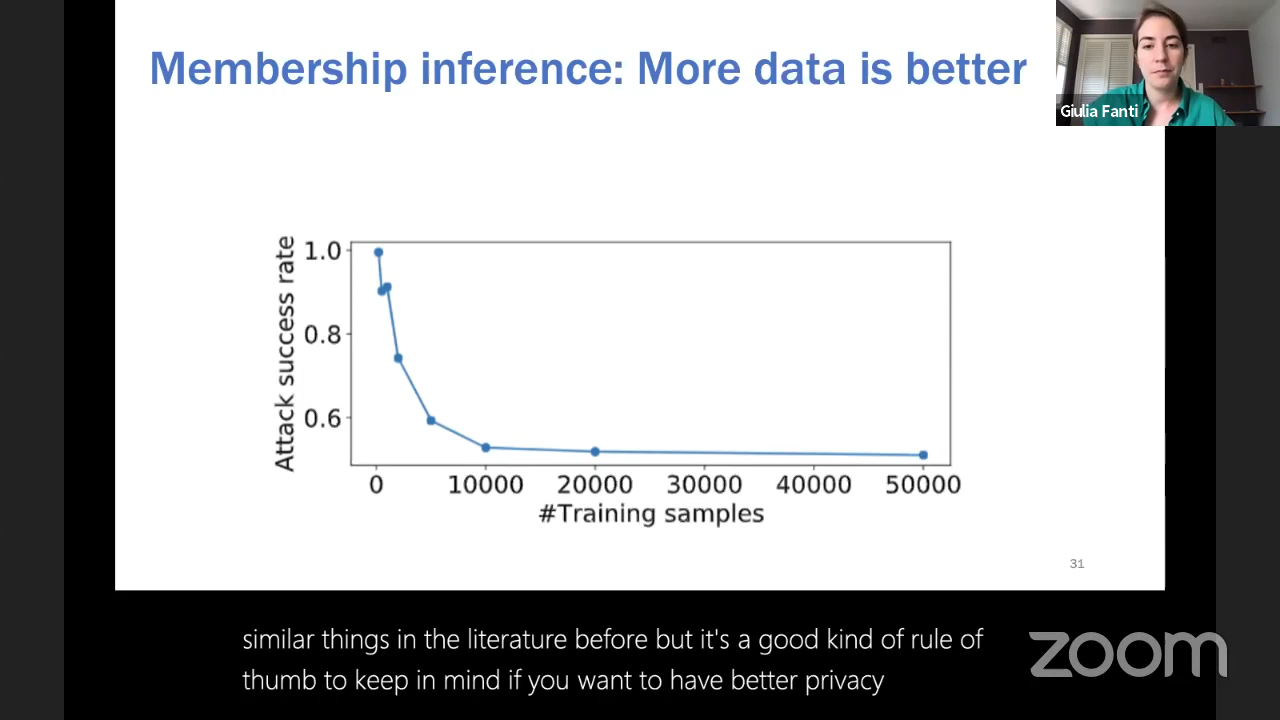 Membership inference: More data is better
Giulia Fanti
Attack success rate
1.0
0.8
0.6
0 10000 20000 30000 40000 50000
#Training samples
31
similar things in the literature before but it's a good kind of rule of
thumb to keep in mind if you want to have better privacy
zoom